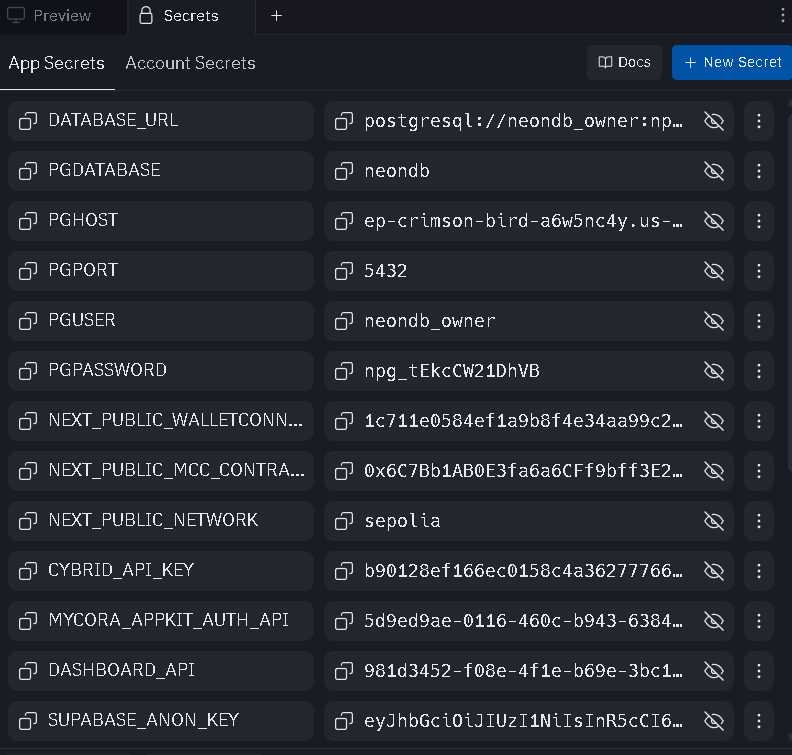 Preview
Secrets
App Secrets
Account Secrets
Docs
New Secret
DATABASE_URL
postgresql://neondb_owner:np…
PGDATABASE
neondb
PGHOST
ep-crimson-bird-a6w5nc4y.us-…
PGPORT
5432
PGUSER
neondb_owner
PGPASSWORD
npg_tEkcCW21DhVB
NEXT_PUBLIC_WALLETCONN...
1c711e0584ef1a9b8f4e34aa99c2…
NEXT_PUBLIC_MCC_CONTRA...
0x6C7Bb1AB0E3fa6a6CFf9bff3E2…
NEXT_PUBLIC_NETWORK
sepolia
CYBRID_API_KEY
b90128ef166ec0158c4a36277766…
MYCORA_APPKIT_AUTH_API
5d9ed9ae-0116-460c-b943-6384…
DASHBOARD_API
981d3452-f08e-4f1e-b69e-3bc1…
SUPABASE_ANON_KEY
eyJhbGciOiJIUzI1NiIsInR5cCI6…